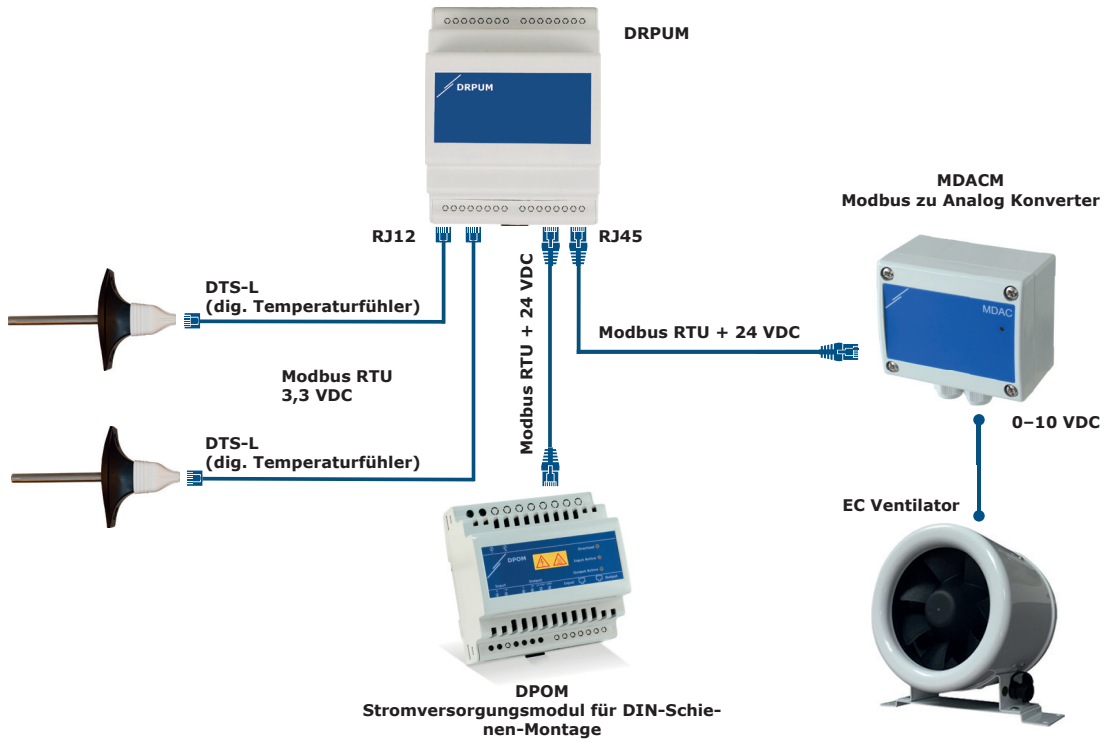 DRPUM
DRPUM
MDACM
Modbus zu Analog Konverter
RJ12
RJ45
DTS-L
(dig. Temperaturfühler)
Modbus RTU + 24 VDC
Modbus RTU + 24 VDC
MDAC
Modbus RTU
3,3 VDC
0–10 VDC
DTS-L
(dig. Temperaturfühler)
EC Ventilator
DPOM
DPOM
Stromversorgungsmodul für DIN-Schie-
nen-Montage